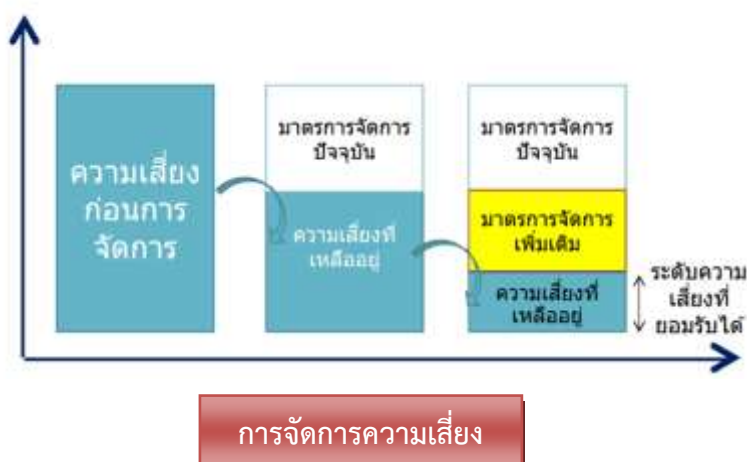 ความเสี่ยง
ก่อนการ
จัดการ
มาตรการจัดการ
ปัจจุบัน
ความเสี่ยงที่
เหลืออยู่
มาตรการจัดการ
ปัจจุบัน
มาตรการจัดการ
เพิ่มเติม
ความเสี่ยงที่
เหลืออยู่
ระดับความ
เสี่ยงที่
ยอมรับได้
การจัดการความเสี่ยง